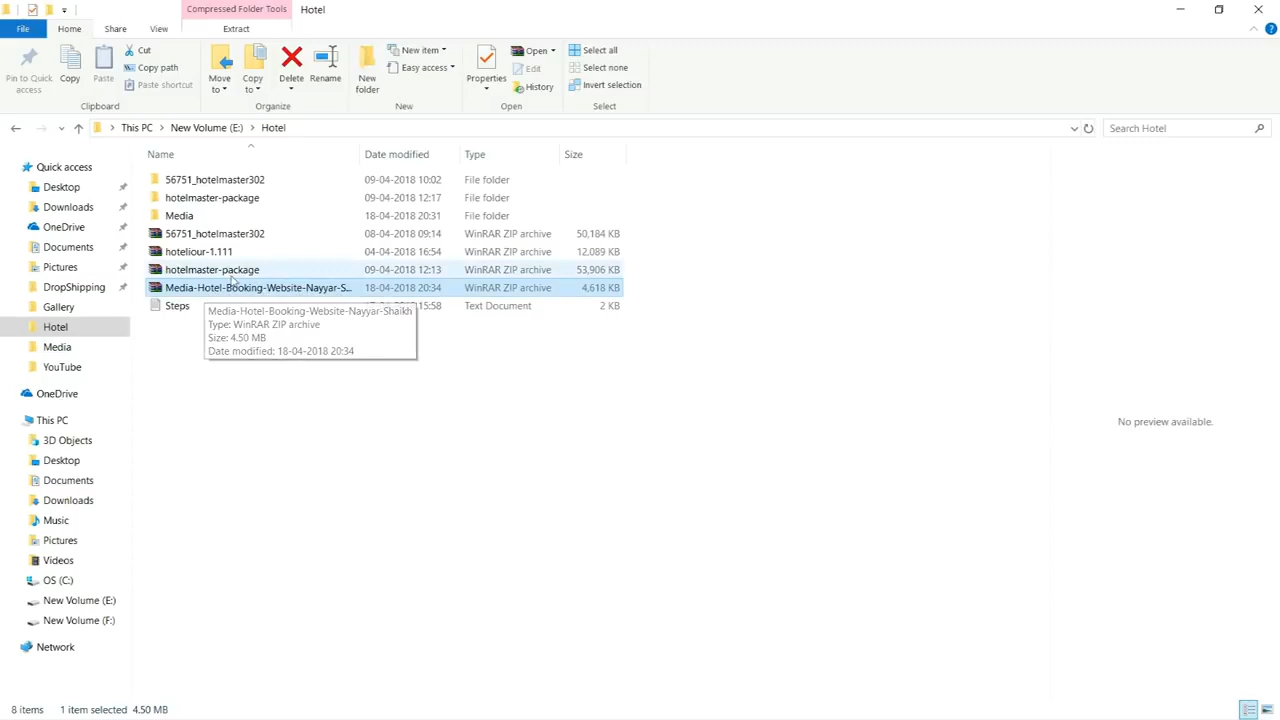 Compressed Folder Tools
Hotel
File
Home
Share
View
Extract
Pin to Quick access
Copy
Paste
Cut
Copy path
Paste shortcut
Clipboard
Move to
Copy to
Delete
Rename
Organize
New folder
New item
Easy access
New
Properties
Open
Edit
History
Open
Select all
Select none
Invert selection
Select
This PC > New Volume (E:) > Hotel
Search Hotel
Name Date modified Type Size
56751_hotelmaster302 09-04-2018 10:02 File folder
hotelmaster-package 09-04-2018 12:17 File folder
Media 18-04-2018 20:31 File folder
56751_hotelmaster302 08-04-2018 09:14 WinRAR ZIP archive 50,184 KB
hoteliour-1.111 04-04-2018 16:54 WinRAR ZIP archive 12,089 KB
hotelmaster-package 09-04-2018 12:13 WinRAR ZIP archive 53,906 KB
Media-Hotel-Booking-Website-Nayyar-S... 18-04-2018 20:34 WinRAR ZIP archive 4,618 KB
Steps 15:58 Text Document 2 KB
Media-Hotel-Booking-Website-Nayyar-Shaikh
Type: WinRAR ZIP archive
Size: 4.50 MB
Date modified: 18-04-2018 20:34
Quick access
Desktop
Downloads
OneDrive
Documents
Pictures
DropShipping
Gallery
Hotel
Media
YouTube
OneDrive
This PC
3D Objects
Desktop
Documents
Downloads
Music
Pictures
Videos
OS (C:)
New Volume (E:)
New Volume (F:)
Network
No preview available.
8 items 1 item selected 4.50 MB